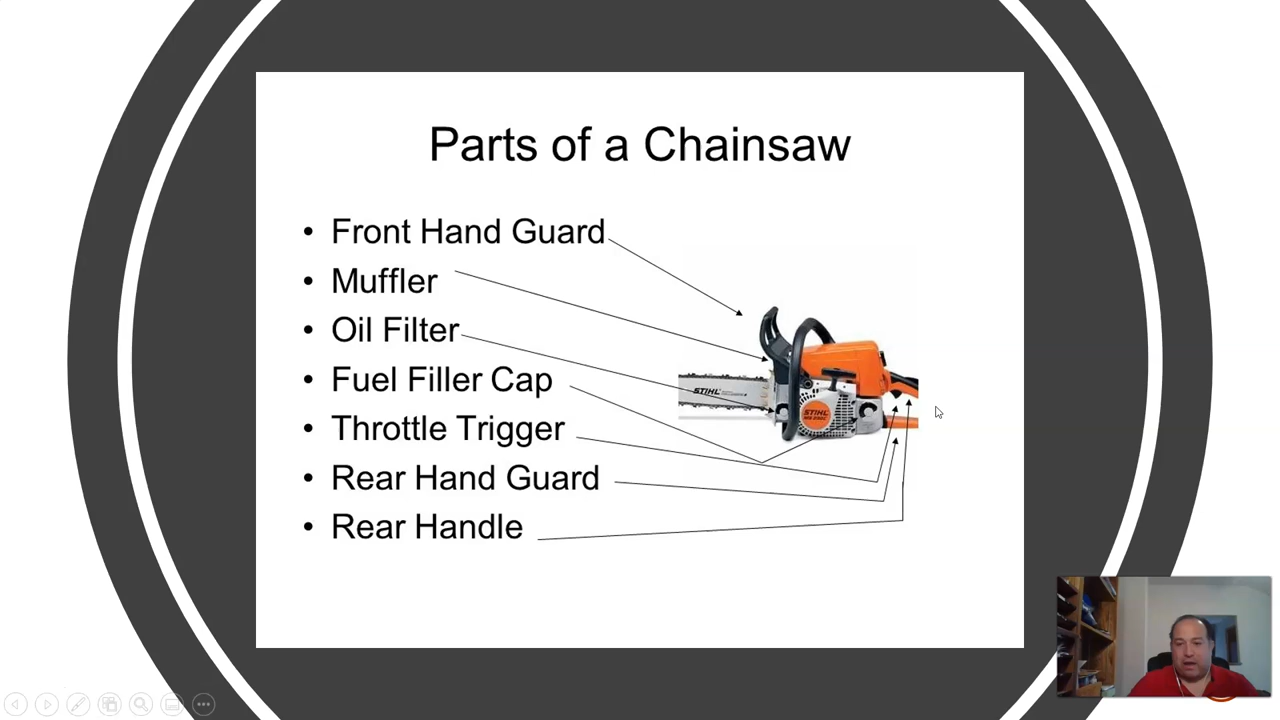 Parts of a Chainsaw
• Front Hand Guard
• Muffler
• Oil Filter
• Fuel Filler Cap
• Throttle Trigger
• Rear Hand Guard
• Rear Handle
STIHL
STIHL